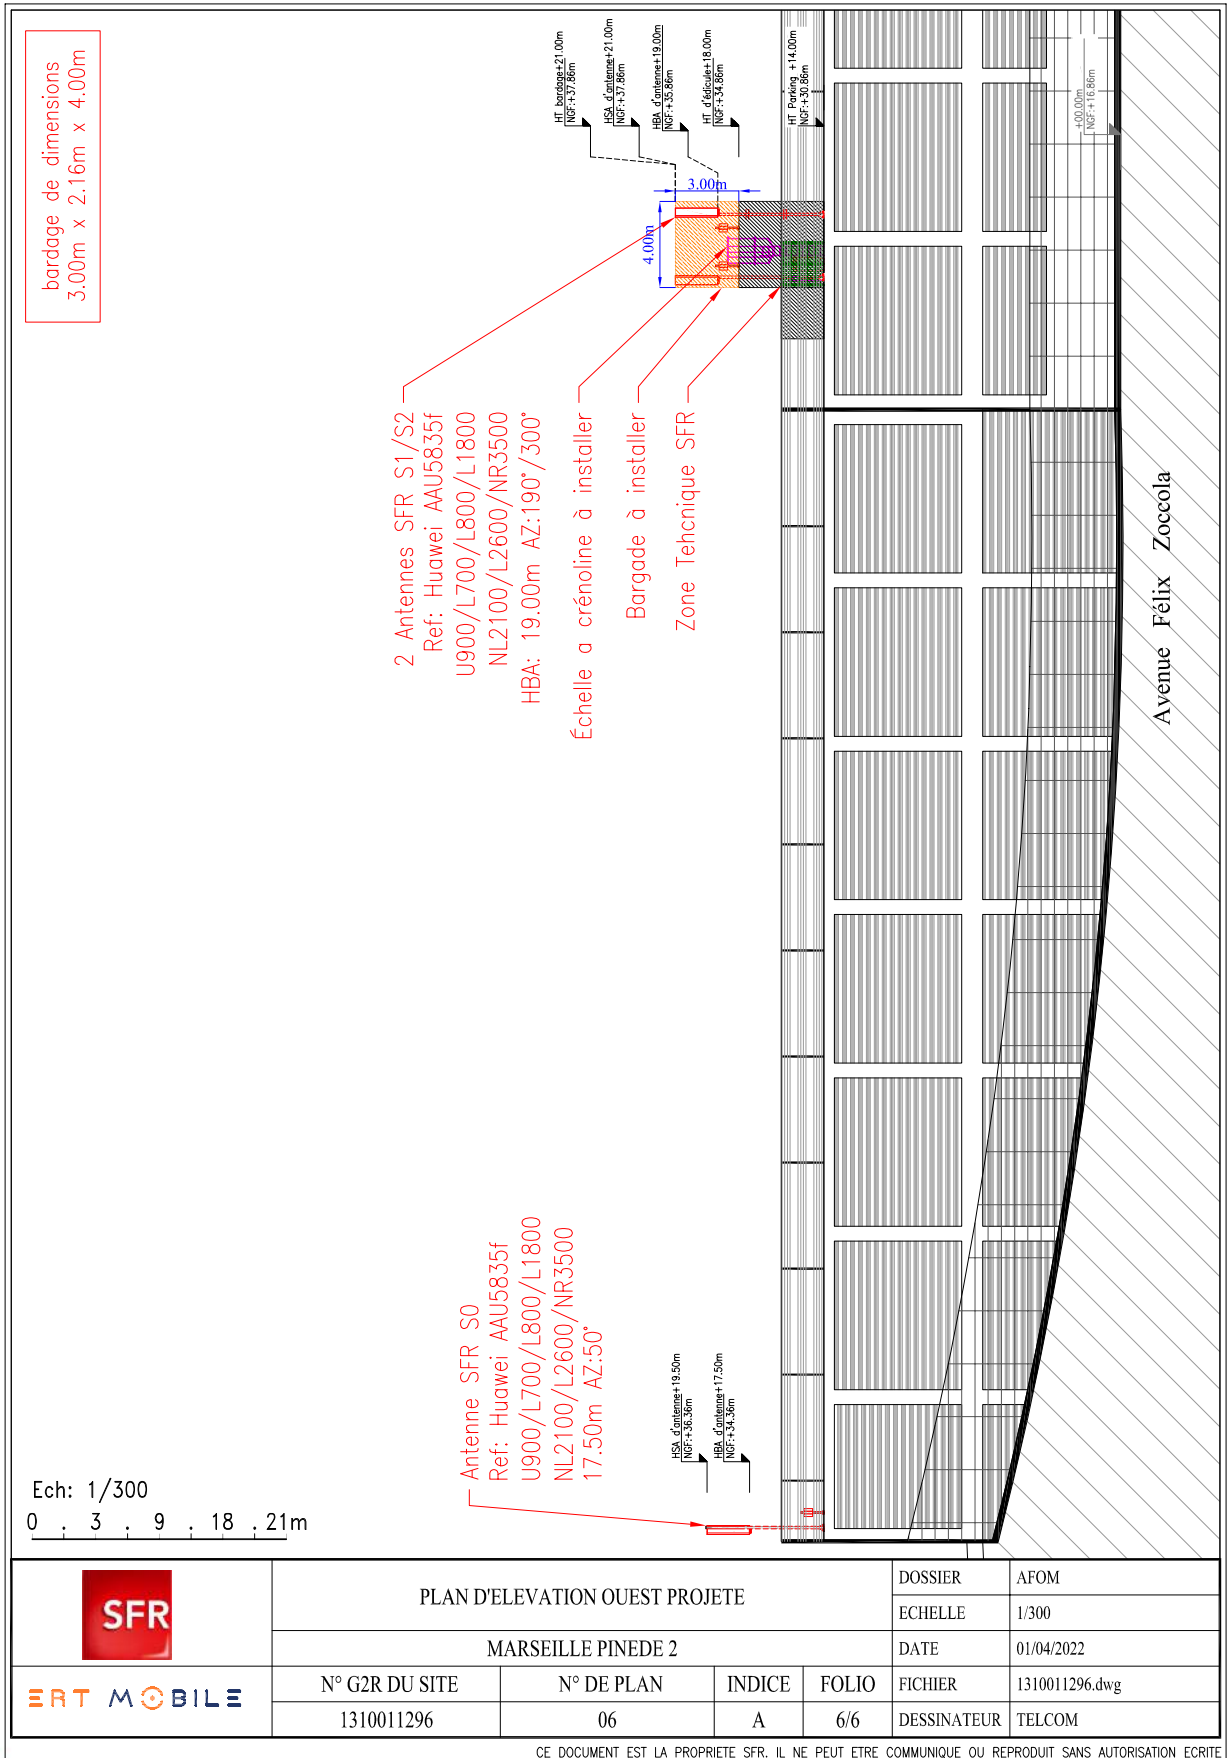 bardage de dimensions
3.00m x 2.16m x 4.00m
HT bardage+21.00m
NGF:+37.86m
HSA d'antenne+21.00m
NGF:+37.86m
HBA d'antenne+19.00m
NGF:+35.86m
HT d'édicule+18.00m
NGF:+34.86m
HT Parking +14.00m
NGF:+30.86m
+00.00m
NGF:+16.86m
3.00m
4.00m
2 Antennes SFR S1/S2
Ref: Huawei AAU5835f
U900/L700/L800/L1800
NL2100/L2600/NR3500
HBA: 19.00m AZ:190°/300°
Échelle a crénoline à installer
Bargade à installer
Zone Tehcnique SFR
Avenue Félix Zoccola
Antenne SFR S0
Ref: Huawei AAU5835f
U900/L700/L800/L1800
NL2100/L2600/NR3500
17.50m AZ:50°
HSA d'antenne+19.50m
NGF:+36.36m
HBA d'antenne+17.50m
NGF:+34.36m
Ech: 1/300
0 . 3 . 9 . 18 . 21m
SFR
ERT MOBILE
PLAN D'ELEVATION OUEST PROJETE
MARSEILLE PINEDE 2
N° G2R DU SITE
N° DE PLAN
INDICE
FOLIO
1310011296
06
A
6/6
DOSSIER
AFOM
ECHELLE
1/300
DATE
01/04/2022
FICHIER
1310011296.dwg
DESSINATEUR
TELCOM
CE DOCUMENT EST LA PROPRIETE SFR. IL NE PEUT ETRE COMMUNIQUE OU REPRODUIT SANS AUTORISATION ECRITE